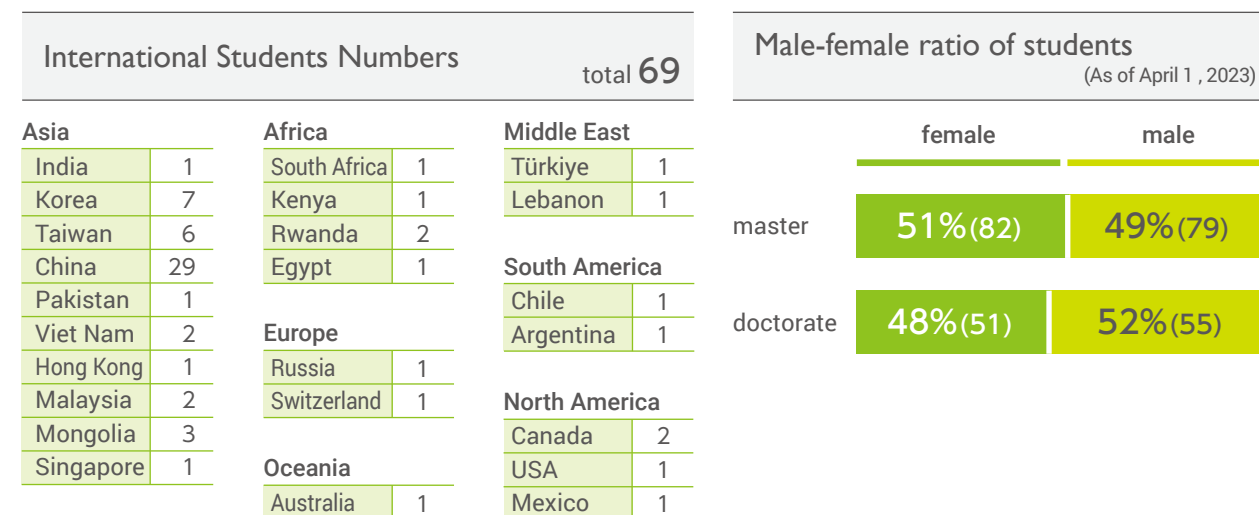 International Students Numbers
total 69
Asia
India 1
Korea 7
Taiwan 6
China 29
Pakistan 1
Viet Nam 2
Hong Kong 1
Malaysia 2
Mongolia 3
Singapore 1
Africa
South Africa 1
Kenya 1
Rwanda 2
Egypt 1
Europe
Russia 1
Switzerland 1
Oceania
Australia 1
Middle East
Türkiye 1
Lebanon 1
South America
Chile 1
Argentina 1
North America
Canada 2
USA 1
Mexico 1
Male-female ratio of students
(As of April 1 , 2023)
female male
master 51%(82) 49%(79)
doctorate 48%(51) 52%(55)